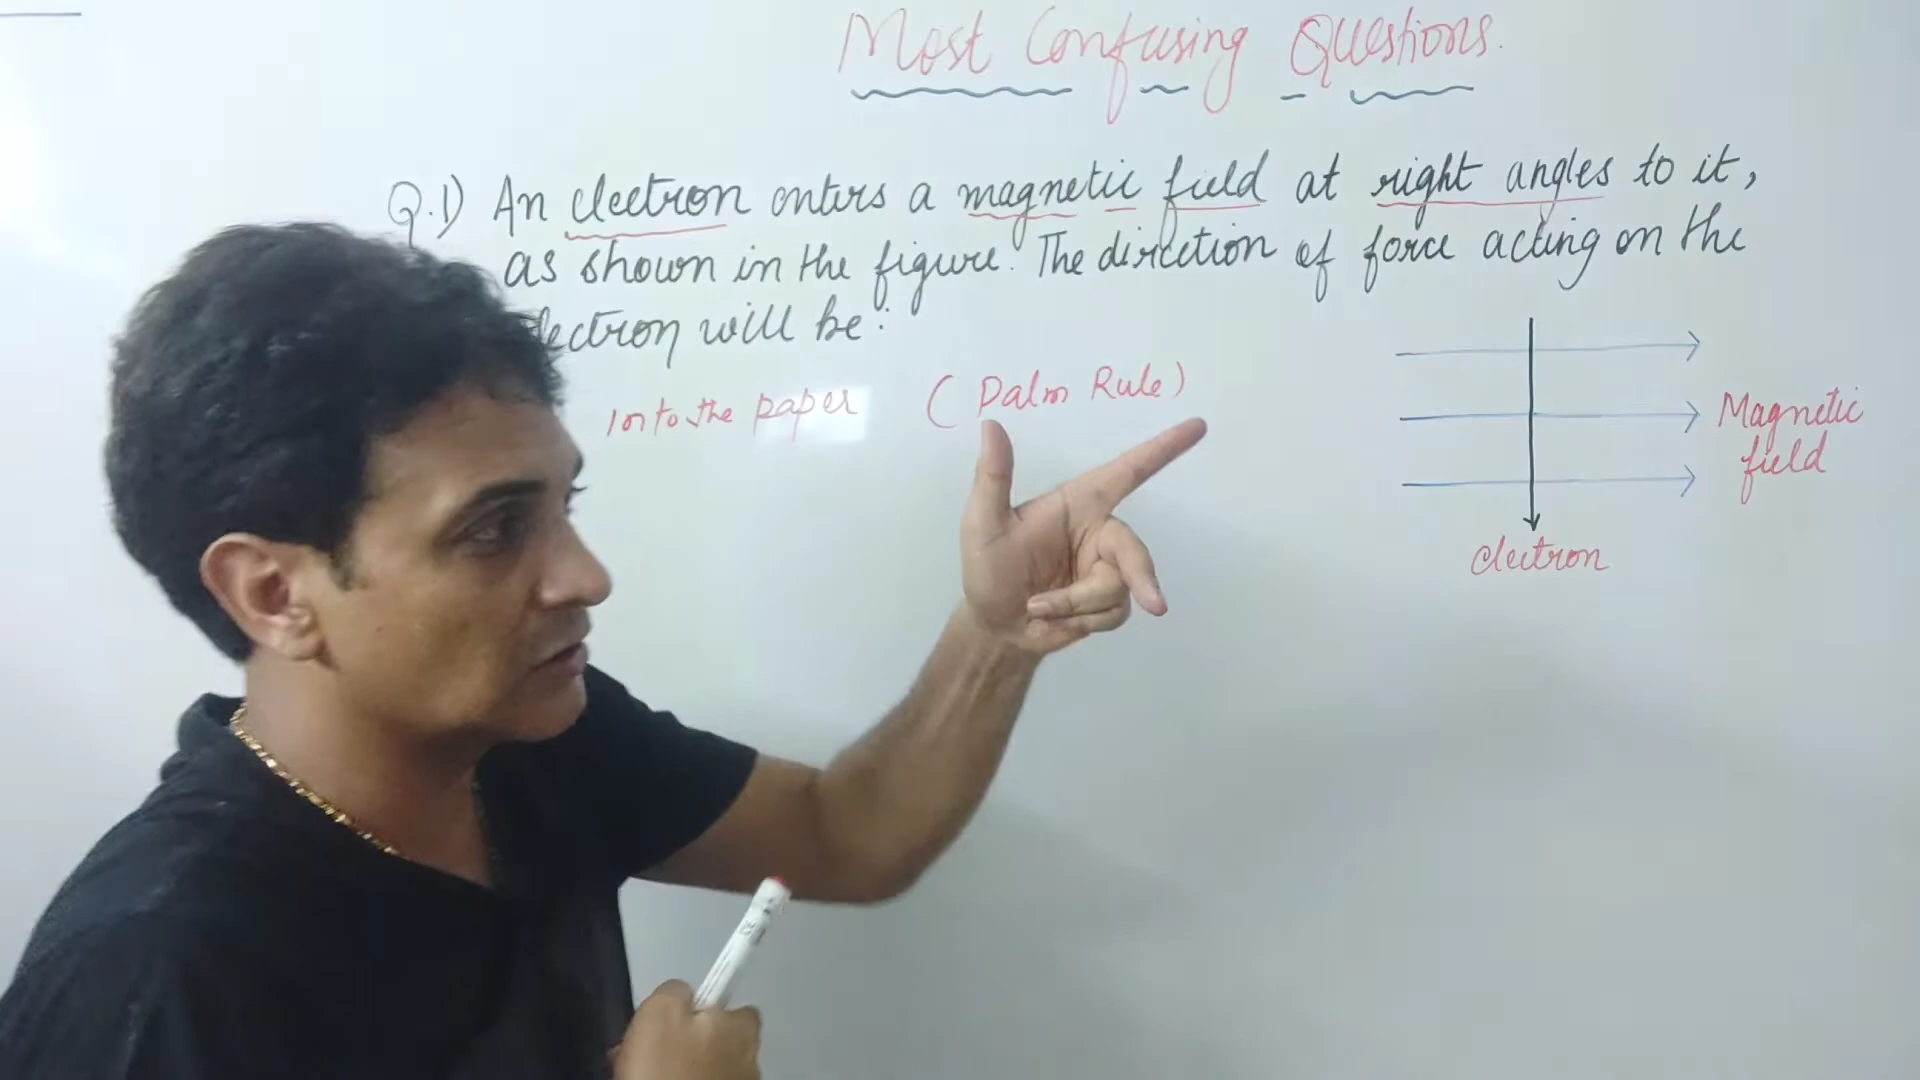 Most Confusing Questions.
Q.1) An electron enters a magnetic field at right angles to it,
as shown in the figure. The direction of force acting on the
lectron will be:
Into the paper (Palm Rule)
Magnetic
field
electron